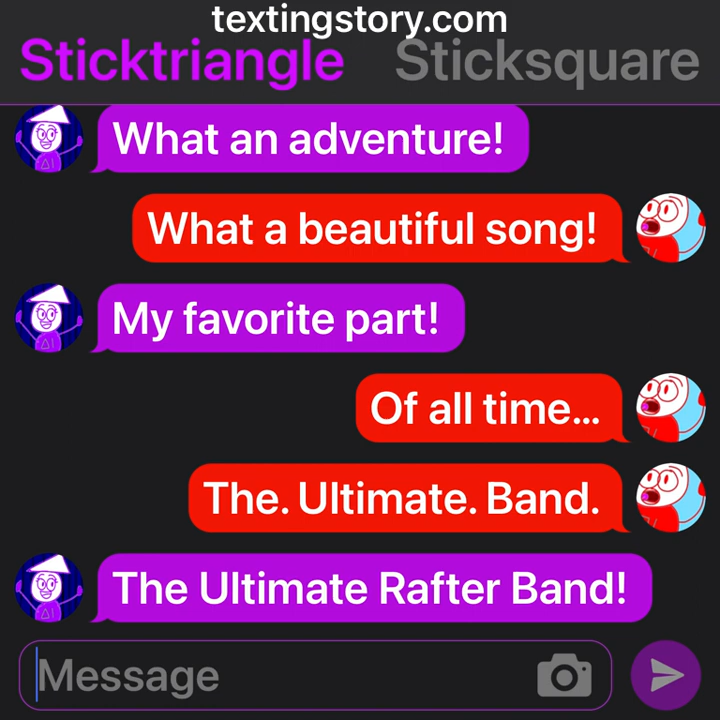 textingstory.com
Sticktriangle Sticksquare
What an adventure!
What a beautiful song!
My favorite part!
Of all time...
The. Ultimate. Band.
The Ultimate Rafter Band!
Message